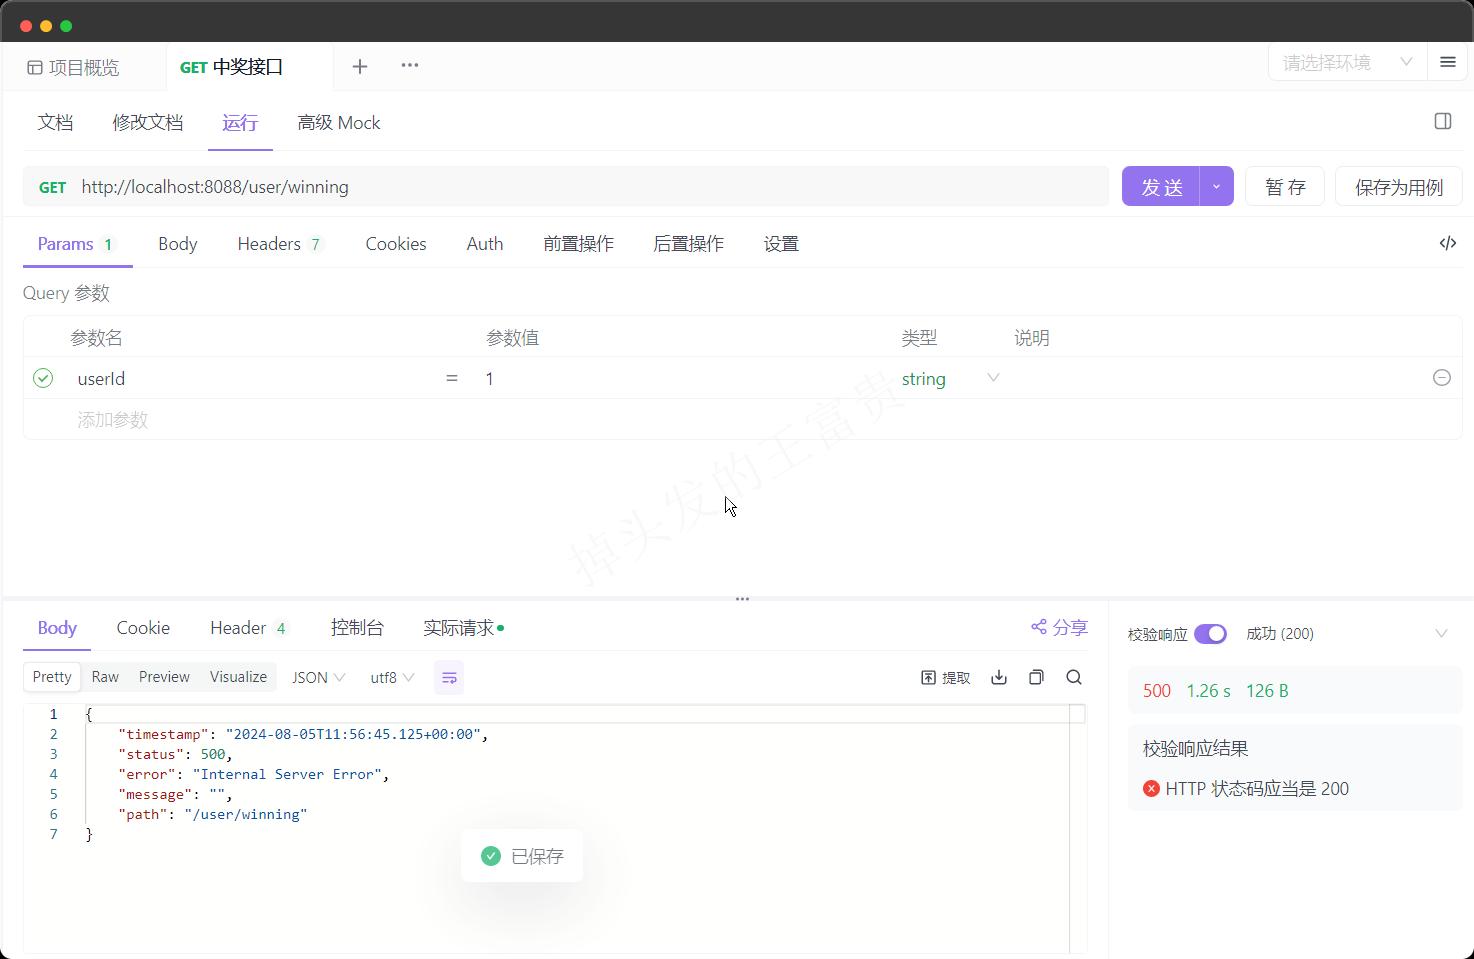 项目概览
GET 中奖接口
请选择环境
文档 修改文档 运行 高级 Mock
GET http://localhost:8088/user/winning
发 送 暂 存 保存为用例
Params 1 Body Headers 7 Cookies Auth 前置操作 后置操作 设置
Query 参数
参数名 参数值 类型 说明
userId = 1 string
添加参数
掉头发的王富贵
Body Cookie Header 4 控制台 实际请求 分享
Pretty Raw Preview Visualize JSON utf8 提取
1 {
2 "timestamp": "2024-08-05T11:56:45.125+00:00",
3 "status": 500,
4 "error": "Internal Server Error",
5 "message": "",
6 "path": "/user/winning"
7 }
已保存
校验响应 成功 (200)
500 1.26 s 126 B
校验响应结果
HTTP 状态码应当是 200